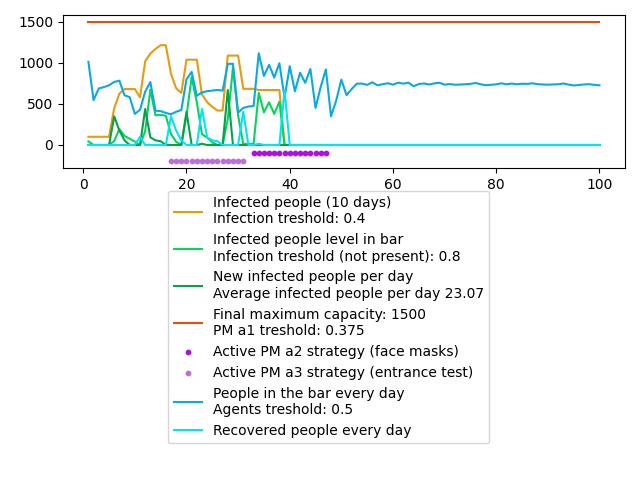 1500
1000
500
0
0 20 40 60 80 100
Infected people (10 days)
Infection treshold: 0.4
Infected people level in bar
Infection treshold (not present): 0.8
New infected people per day
Average infected people per day 23.07
Final maximum capacity: 1500
PM a1 treshold: 0.375
Active PM a2 strategy (face masks)
Active PM a3 strategy (entrance test)
People in the bar every day
Agents treshold: 0.5
Recovered people every day